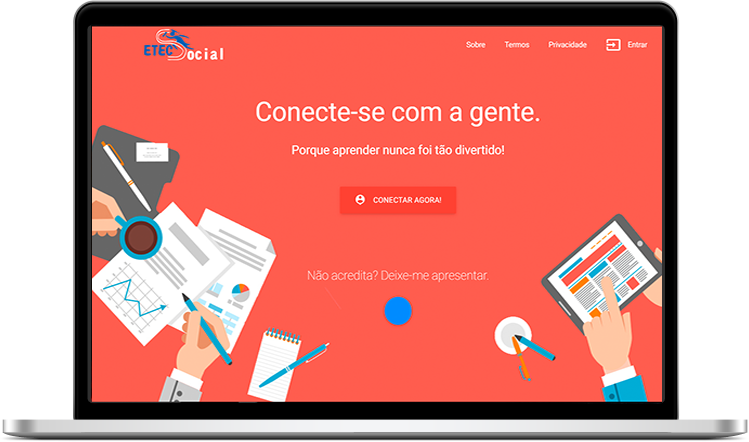 ETEC Social
Sobre
Termos
Privacidade
Entrar
Conecte-se com a gente.
Porque aprender nunca foi tão divertido!
CONECTAR AGORA!
Não acredita? Deixe-me apresentar.